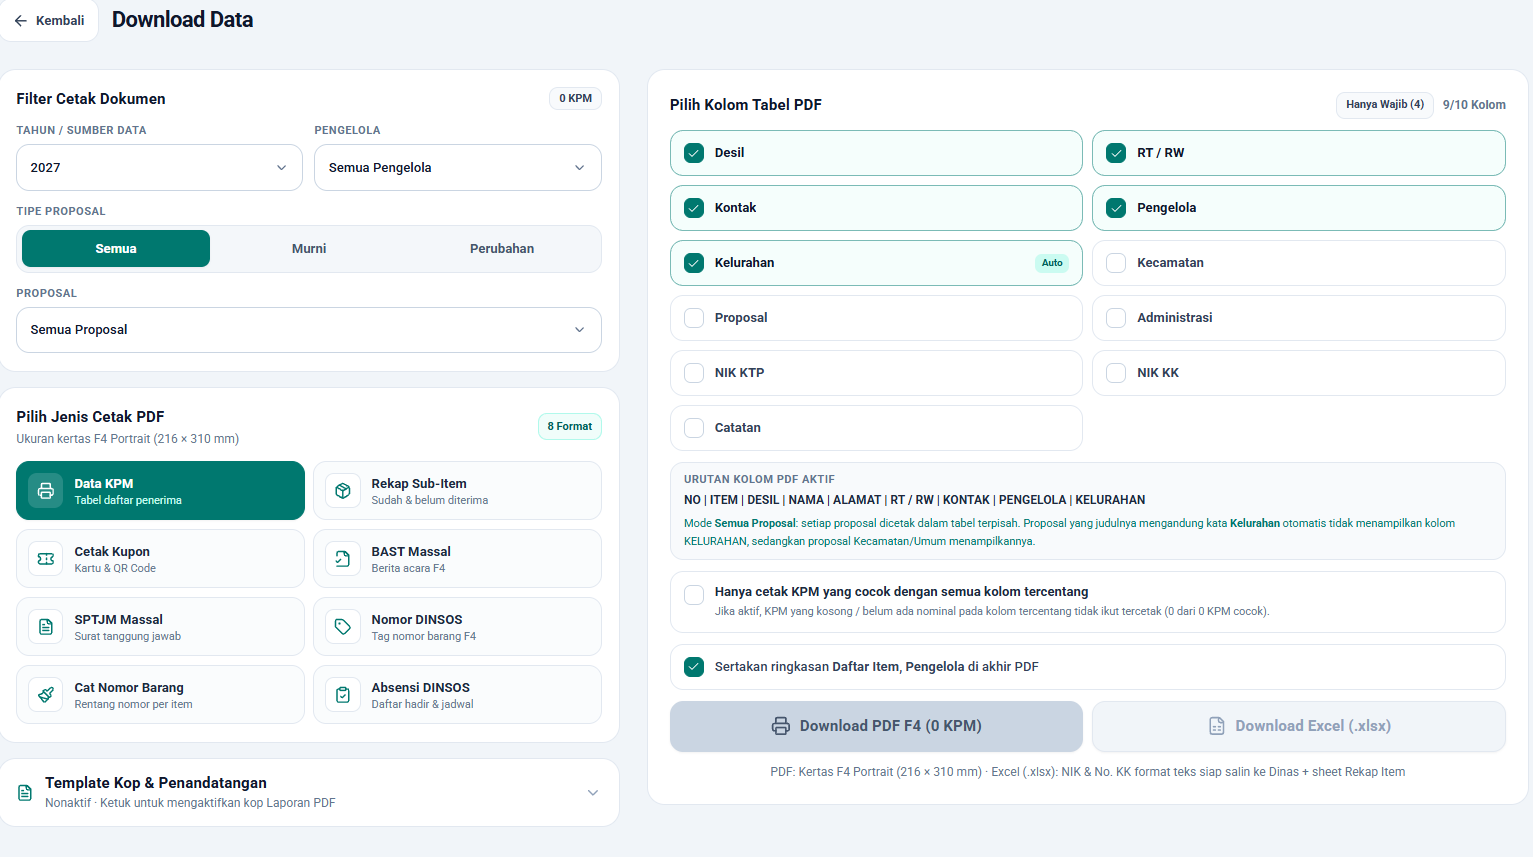 Kembali
Download Data
Filter Cetak Dokumen
0 KPM
TAHUN / SUMBER DATA
PENGELOLA
2027
Semua Pengelola
TIPE PROPOSAL
Semua
Murni
Perubahan
PROPOSAL
Semua Proposal
Pilih Jenis Cetak PDF
Ukuran kertas F4 Portrait (216 × 310 mm)
8 Format
Data KPM
Tabel daftar penerima
Rekap Sub-Item
Sudah & belum diterima
Cetak Kupon
Kartu & QR Code
BAST Massal
Berita acara F4
SPTJM Massal
Surat tanggung jawab
Nomor DINSOS
Tag nomor barang F4
Cat Nomor Barang
Rentang nomor per item
Absensi DINSOS
Daftar hadir & jadwal
Template Kop & Penandatangan
Nonaktif · Ketuk untuk mengaktifkan kop Laporan PDF
Pilih Kolom Tabel PDF
Hanya Wajib (4)
9/10 Kolom
Desil
RT / RW
Kontak
Pengelola
Kelurahan
Auto
Kecamatan
Proposal
Administrasi
NIK KTP
NIK KK
Catatan
URUTAN KOLOM PDF AKTIF
NO | ITEM | DESIL | NAMA | ALAMAT | RT / RW | KONTAK | PENGELOLA | KELURAHAN
Mode Semua Proposal: setiap proposal dicetak dalam tabel terpisah. Proposal yang judulnya mengandung kata Kelurahan otomatis tidak menampilkan kolom
KELURAHAN, sedangkan proposal Kecamatan/Umum menampilkannya.
Hanya cetak KPM yang cocok dengan semua kolom tercentang
Jika aktif, KPM yang kosong / belum ada nominal pada kolom tercentang tidak ikut tercetak (0 dari 0 KPM cocok).
Sertakan ringkasan Daftar Item, Pengelola di akhir PDF
Download PDF F4 (0 KPM)
Download Excel (.xlsx)
PDF: Kertas F4 Portrait (216 × 310 mm) · Excel (.xlsx): NIK & No. KK format teks siap salin ke Dinas + sheet Rekap Item